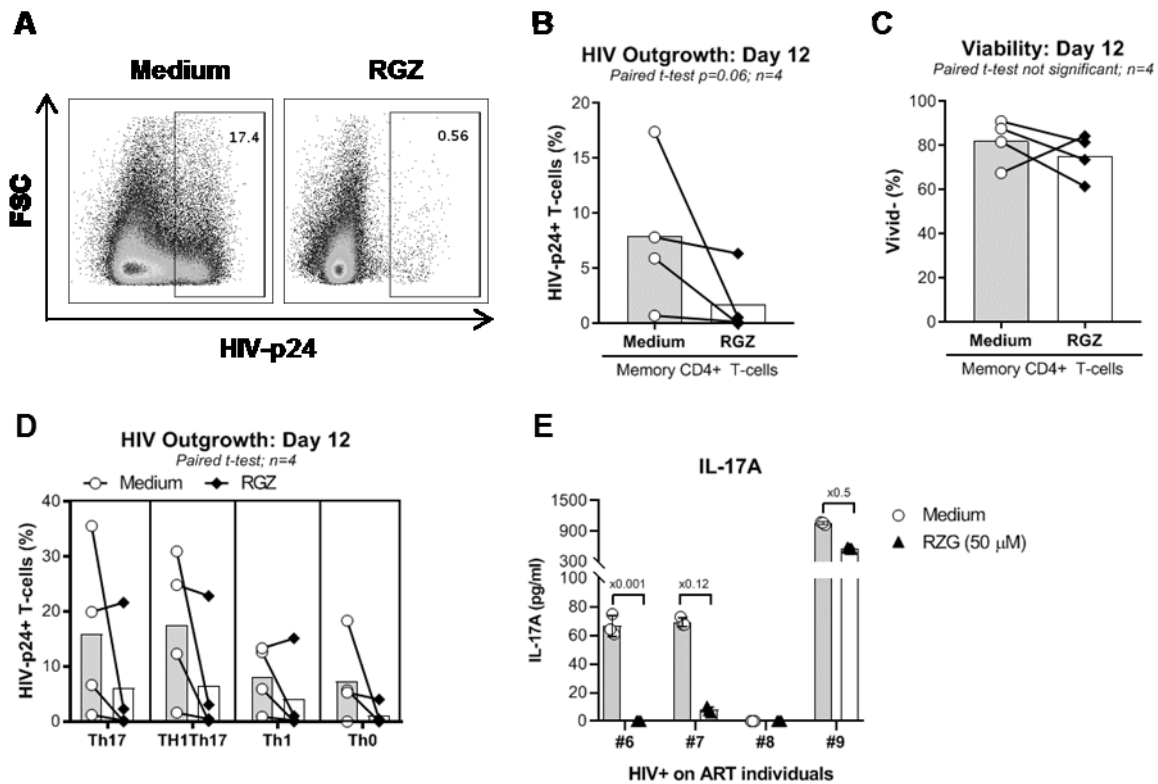 A
Medium
RGZ
17.4
0.56
FSC
HIV-p24
B
HIV Outgrowth: Day 12
Paired t-test p=0.06; n=4
HIV-p24+ T-cells (%)
20
15
10
5
0
Medium
RGZ
Memory CD4+ T-cells
C
Viability: Day 12
Paired t-test not significant; n=4
Vivid- (%)
100
80
60
40
20
0
Medium
RGZ
Memory CD4+ T-cells
D
HIV Outgrowth: Day 12
Paired t-test; n=4
Medium
RGZ
HIV-p24+ T-cells (%)
40
30
20
10
0
Th17
TH1Th17
Th1
Th0
E
IL-17A
IL-17A (pg/ml)
1500
900
300
100
80
60
40
20
0
x0.001
x0.12
x0.5
Medium
RZG (50 μM)
#6
#7
#8
#9
HIV+ on ART individuals